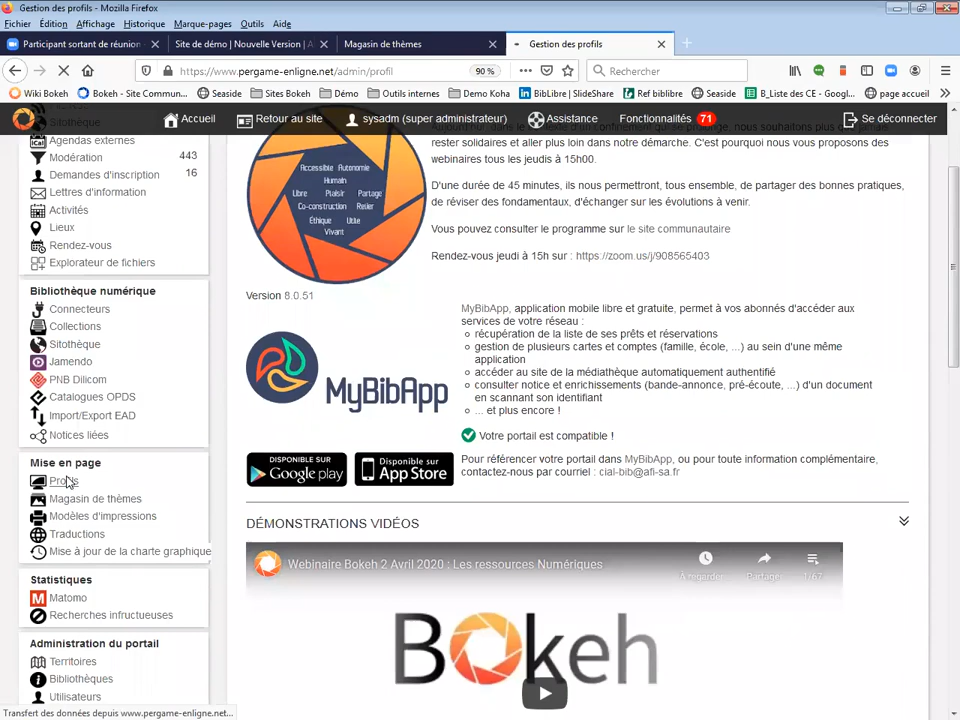 Gestion des profils - Mozilla Firefox
Fichier Édition Affichage Historique Marque-pages Outils Aide
Participant sortant de réunion
Site de démo | Nouvelle Version | A
Magasin de thèmes
Gestion des profils
https://www.pergame-enligne.net/admin/profil
90 %
Rechercher
Wiki Bokeh
Bokeh - Site Commun...
Seaside
Sites Bokeh
Démo
Outils internes
Demo Koha
BibLibre | SlideShare
Ref biblibre
Seaside
B_Liste des CE - Googl...
page accueil
Accueil
Retour au site
sysadm (super administrateur)
Assistance
Fonctionnalités 71
Se déconnecter
Agendas externes
Modération 443
Demandes d'inscription 16
Lettres d'information
Activités
Lieux
Rendez-vous
Explorateur de fichiers
Bibliothèque numérique
Connecteurs
Collections
Sitothèque
Jamendo
PNB Dilicom
Catalogues OPDS
Import/Export EAD
Notices liées
Mise en page
Profils
Magasin de thèmes
Modèles d'impressions
Traductions
Mise à jour de la charte graphique
Statistiques
Matomo
Recherches infructueuses
Administration du portail
Territoires
Bibliothèques
Utilisateurs
Transfert des données depuis www.pergame-enligne.net...
Accessible Autonomie
Humain
Libre Plaisir Partage
Co-construction Relier
Éthique Utile
Vivant
rester solidaires et aller plus loin dans notre démarche. C'est pourquoi nous vous proposons des
webinaires tous les jeudis à 15h00.
D'une durée de 45 minutes, ils nous permettront, tous ensemble, de partager des bonnes pratiques,
de réviser des fondamentaux, d'échanger sur les évolutions à venir.
Vous pouvez consulter le programme sur le site communautaire
Rendez-vous jeudi à 15h sur : https://zoom.us/j/908565403
Version 8.0.51
MyBibApp
MyBibApp, application mobile libre et gratuite, permet à vos abonnés d'accéder aux
services de votre réseau :
récupération de la liste de ses prêts et réservations
gestion de plusieurs cartes et comptes (famille, école, ...) au sein d'une même
application
accéder au site de la médiathèque automatiquement authentifié
consulter notice et enrichissements (bande-annonce, pré-écoute, ...) d'un document
en scannant son identifiant
... et plus encore !
Votre portail est compatible !
DISPONIBLE SUR
Google play
Disponible sur
App Store
Pour référencer votre portail dans MyBibApp, ou pour toute information complémentaire,
contactez-nous par courriel : cial-bib@afi-sa.fr
DÉMONSTRATIONS VIDÉOS
Webinaire Bokeh 2 Avril 2020 : Les ressources Numériques
À regarder
Partager
1/67
Bokeh